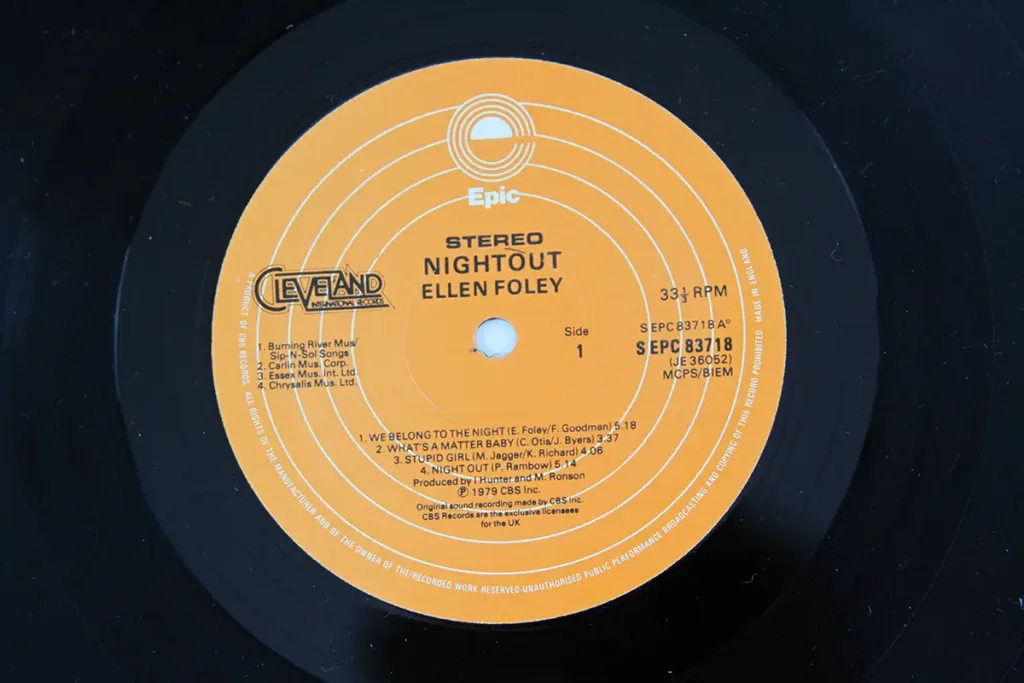 Epic
STEREO
NIGHTOUT
ELLEN FOLEY
CLEVELAND
INTERNATIONAL RECORDS
1. Burning River Mus/
Sip-N-Sol Songs
2. Carlin Mus. Corp.
3. Essex Mus. Int. Ltd.
4. Chrysalis Mus. Ltd.
Side
1
33⅓ RPM
SEPC 83718 A°
SEPC 83718
(JE 36052)
MCPS/BIEM
1. WE BELONG TO THE NIGHT (E. Foley/F. Goodman) 5.18
2. WHAT'S A MATTER BABY (C. Otis/J. Byers) 3.37
3. STUPID GIRL (M. Jagger/K. Richard) 4.06
4. NIGHT OUT (P. Rambow) 5.14
Produced by I Hunter and M. Ronson
℗ 1979 CBS Inc.
Original sound recording made by CBS Inc.
CBS Records are the exclusive licensees
for the UK
A PRODUCT OF CBS RECORDS. ALL RIGHTS OF THE MANUFACTURER AND OF THE OWNER OF THE RECORDED WORK RESERVED UNAUTHORISED PUBLIC PERFORMANCE BROADCASTING AND COPYING OF THIS RECORD PROHIBITED MADE IN ENGLAND